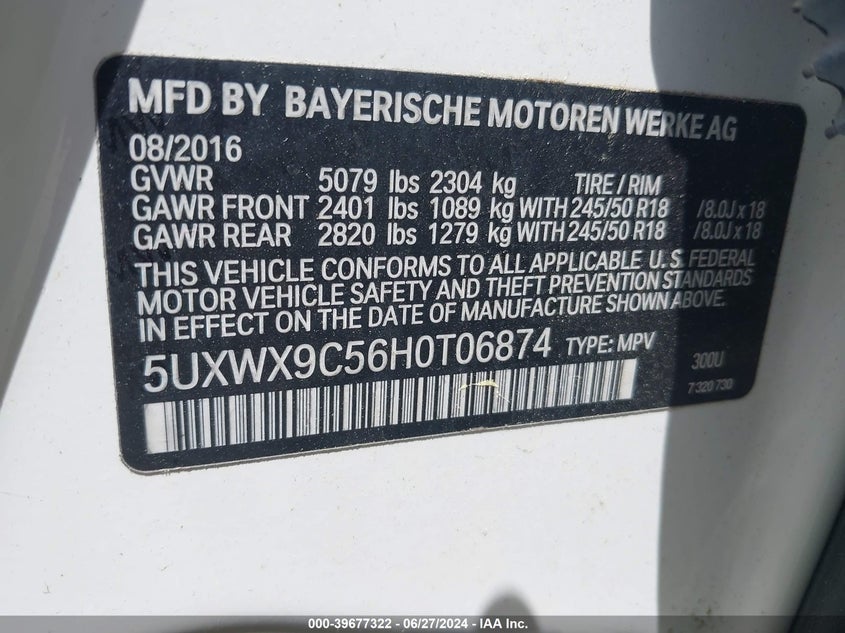 MFD BY BAYERISCHE MOTOREN WERKE AG
08/2016
GVWR 5079 lbs 2304 kg TIRE / RIM
GAWR FRONT 2401 lbs 1089 kg WITH 245/50 R18 /8.0J x 18
GAWR REAR 2820 lbs 1279 kg WITH 245/50 R18 /8.0J x 18
THIS VEHICLE CONFORMS TO ALL APPLICABLE U.S. FEDERAL
MOTOR VEHICLE SAFETY AND THEFT PREVENTION STANDARDS
IN EFFECT ON THE DATE OF MANUFACTURE SHOWN ABOVE.
5UXWX9C56H0T06874 TYPE: MPV 300U
7 320 730
000-39677322 - 06/27/2024 - IAA Inc.